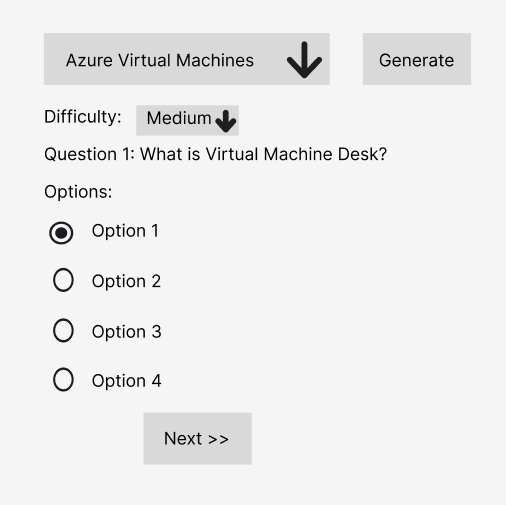 Azure Virtual Machines
Generate
Difficulty:
Medium
Question 1: What is Virtual Machine Desk?
Options:
Option 1
Option 2
Option 3
Option 4
Next >>